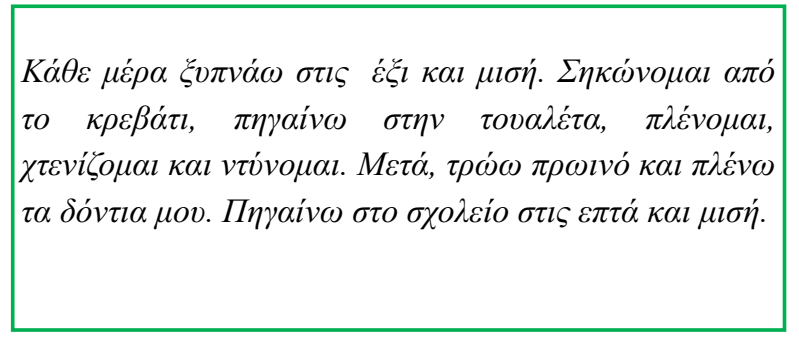 Κάθε μέρα ξυπνάω στις έξι και μισή. Σηκώνομαι από
το κρεβάτι, πηγαίνω στην τουαλέτα, πλένομαι,
χτενίζομαι και ντύνομαι. Μετά, τρώω πρωινό και πλένω
τα δόντια μου. Πηγαίνω στο σχολείο στις επτά και μισή.